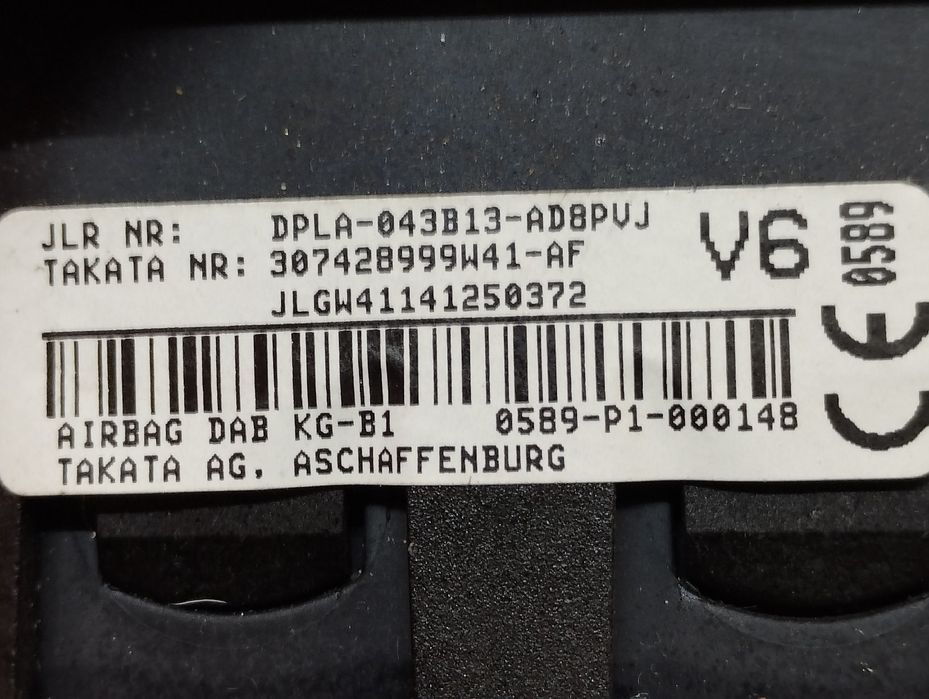 JLR NR: DPLA-043B13-AD8PVJ
TAKATA NR: 307428999W41-AF
JLGW41141250372
V6
0589
CE
AIRBAG DAB KG-B1 0589-P1-000148
TAKATA AG, ASCHAFFENBURG